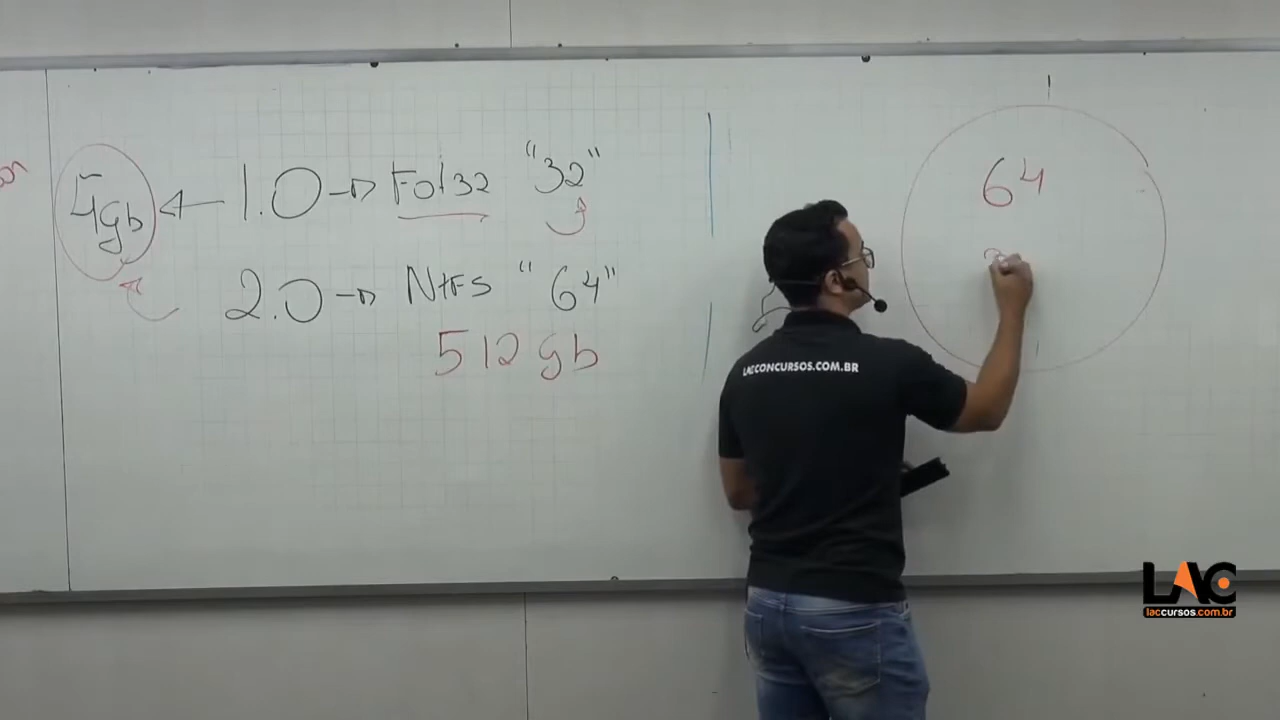 4gb ← 1.0 → Fat32 "32"
2.0 → Ntfs "64"
512 gb
64
LACCONCURSOS.COM.BR
LAC
laccursos.com.br